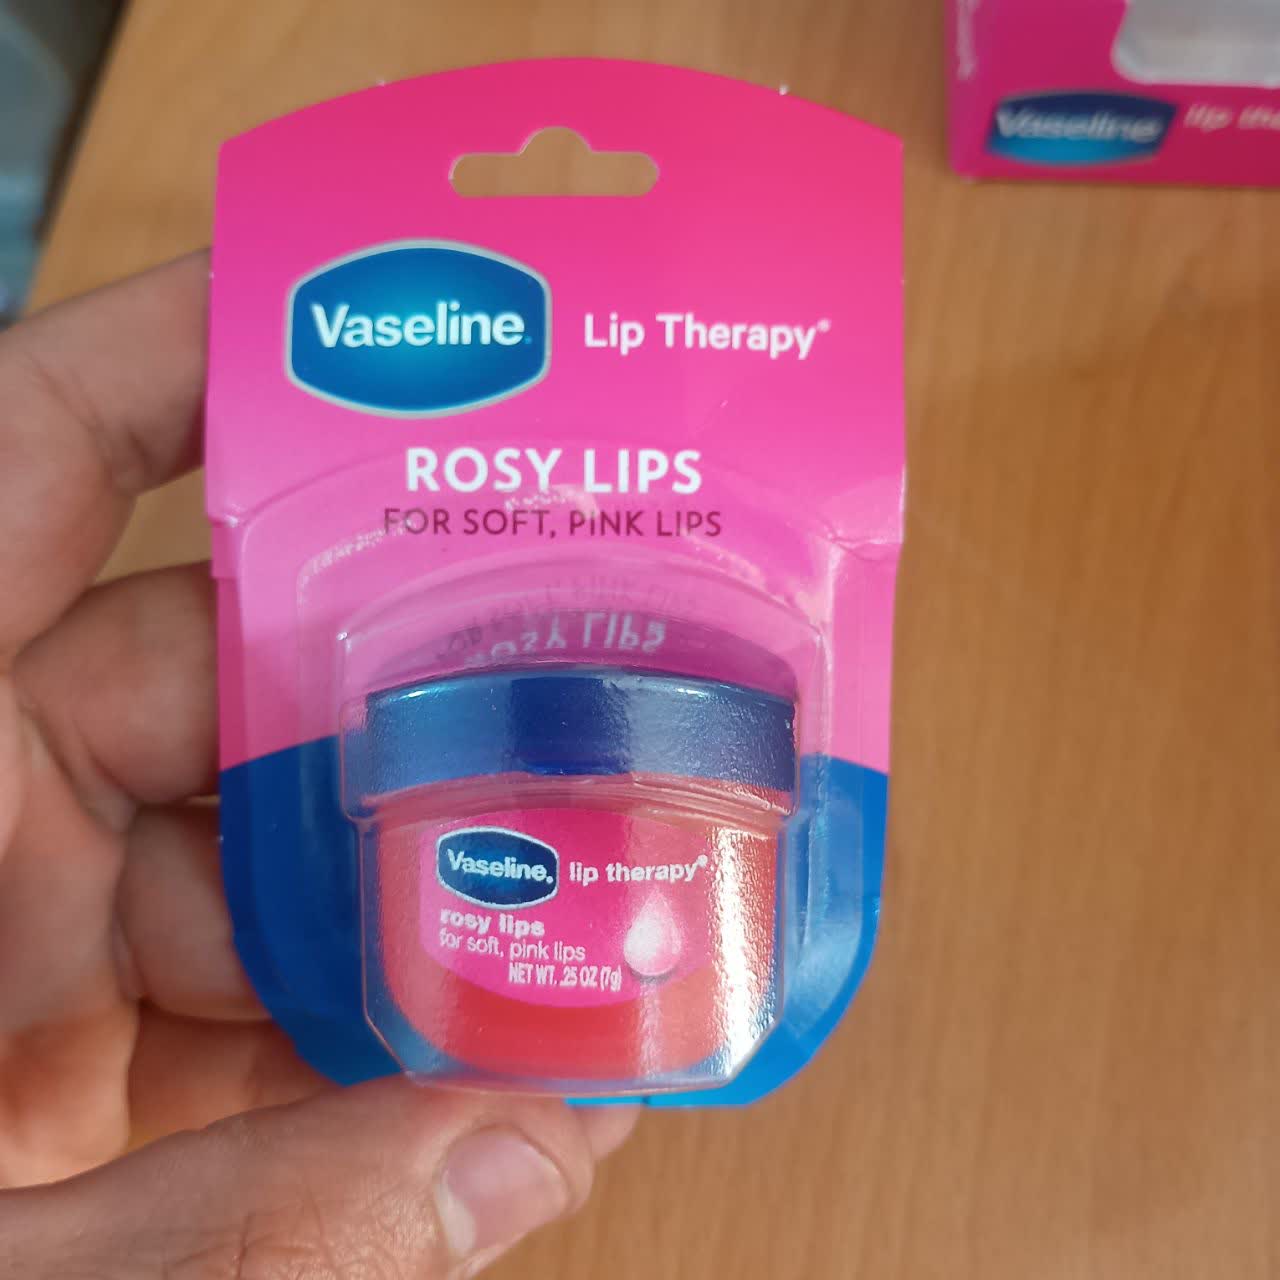 Vaseline lip the
Vaseline. Lip Therapy®
ROSY LIPS
FOR SOFT, PINK LIPS
Vaseline. lip therapy®
rosy lips
for soft, pink lips
NET WT. .25 OZ (7g)